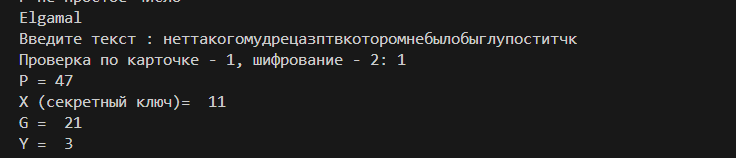 Elgamal
Введите текст : неттакогомудрецазптвкоторомнебылобыглупоститчк
Проверка по карточке - 1, шифрование - 2: 1
P = 47
X (секретный ключ)=  11
G =  21
Y =  3